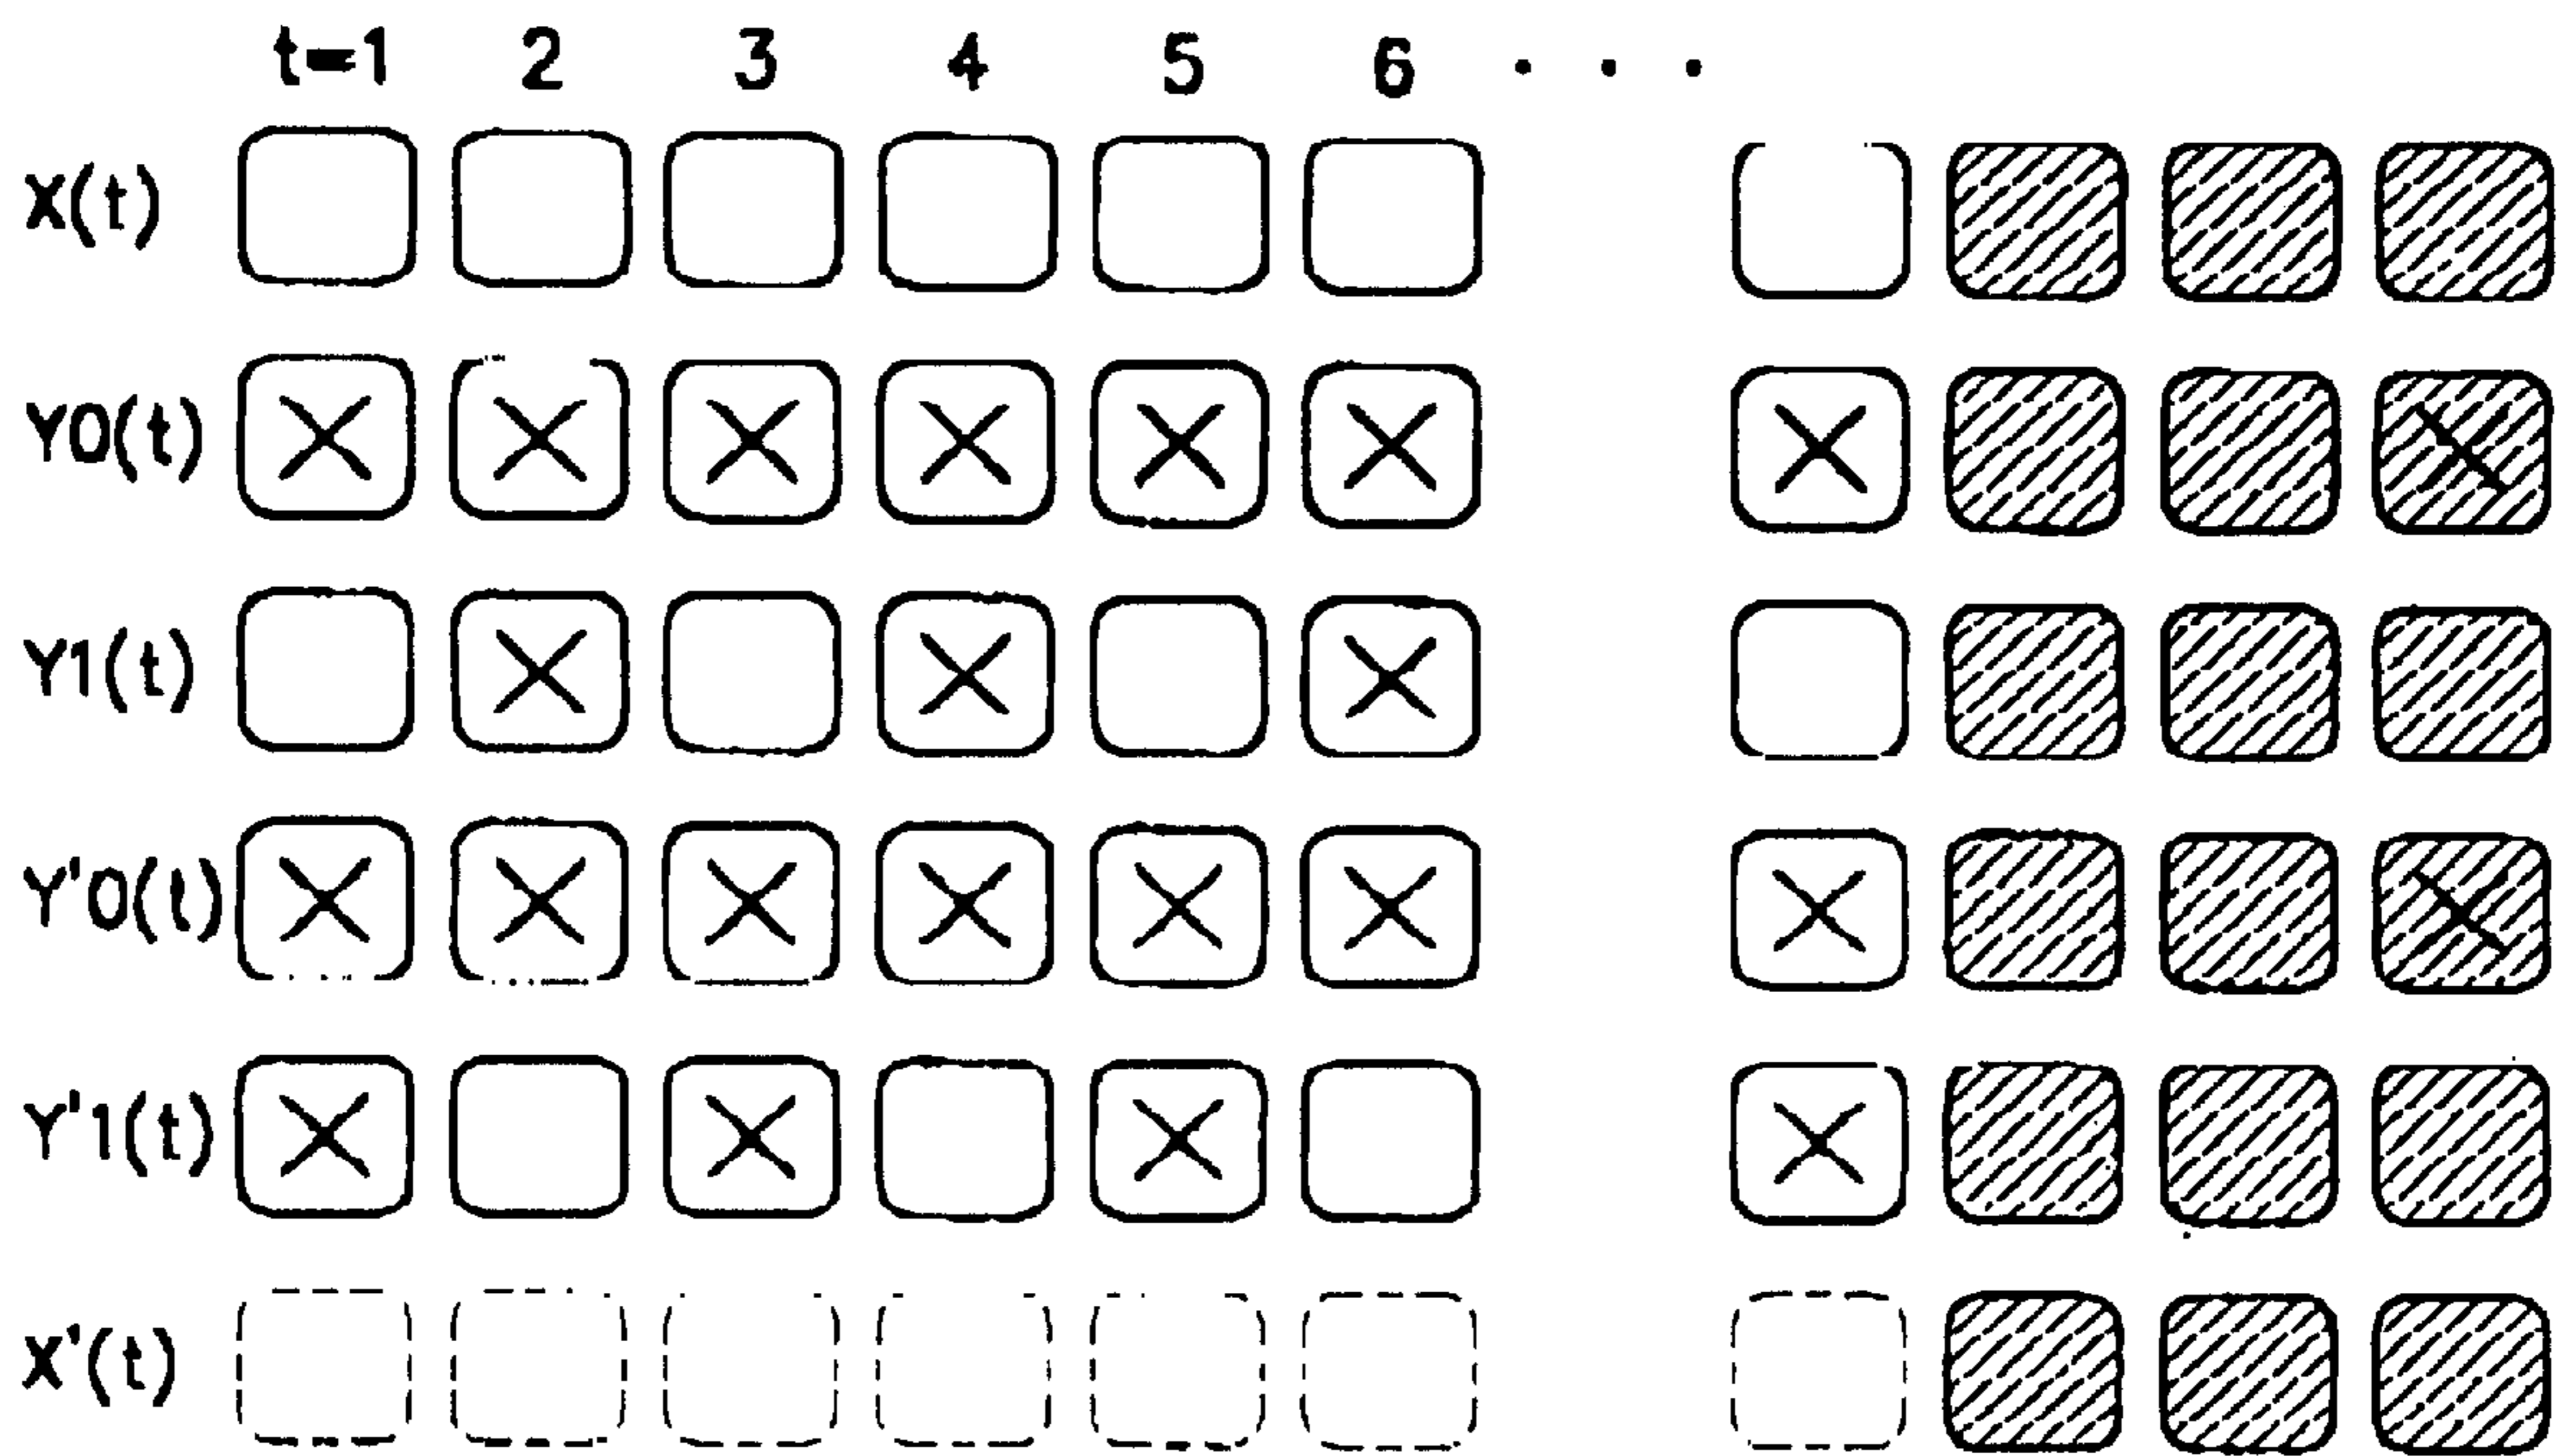 t=1 2 3 4 5 6 . . .
X(t)
Y0(t)
Y1(t)
Y'0(t)
Y'1(t)
X'(t)